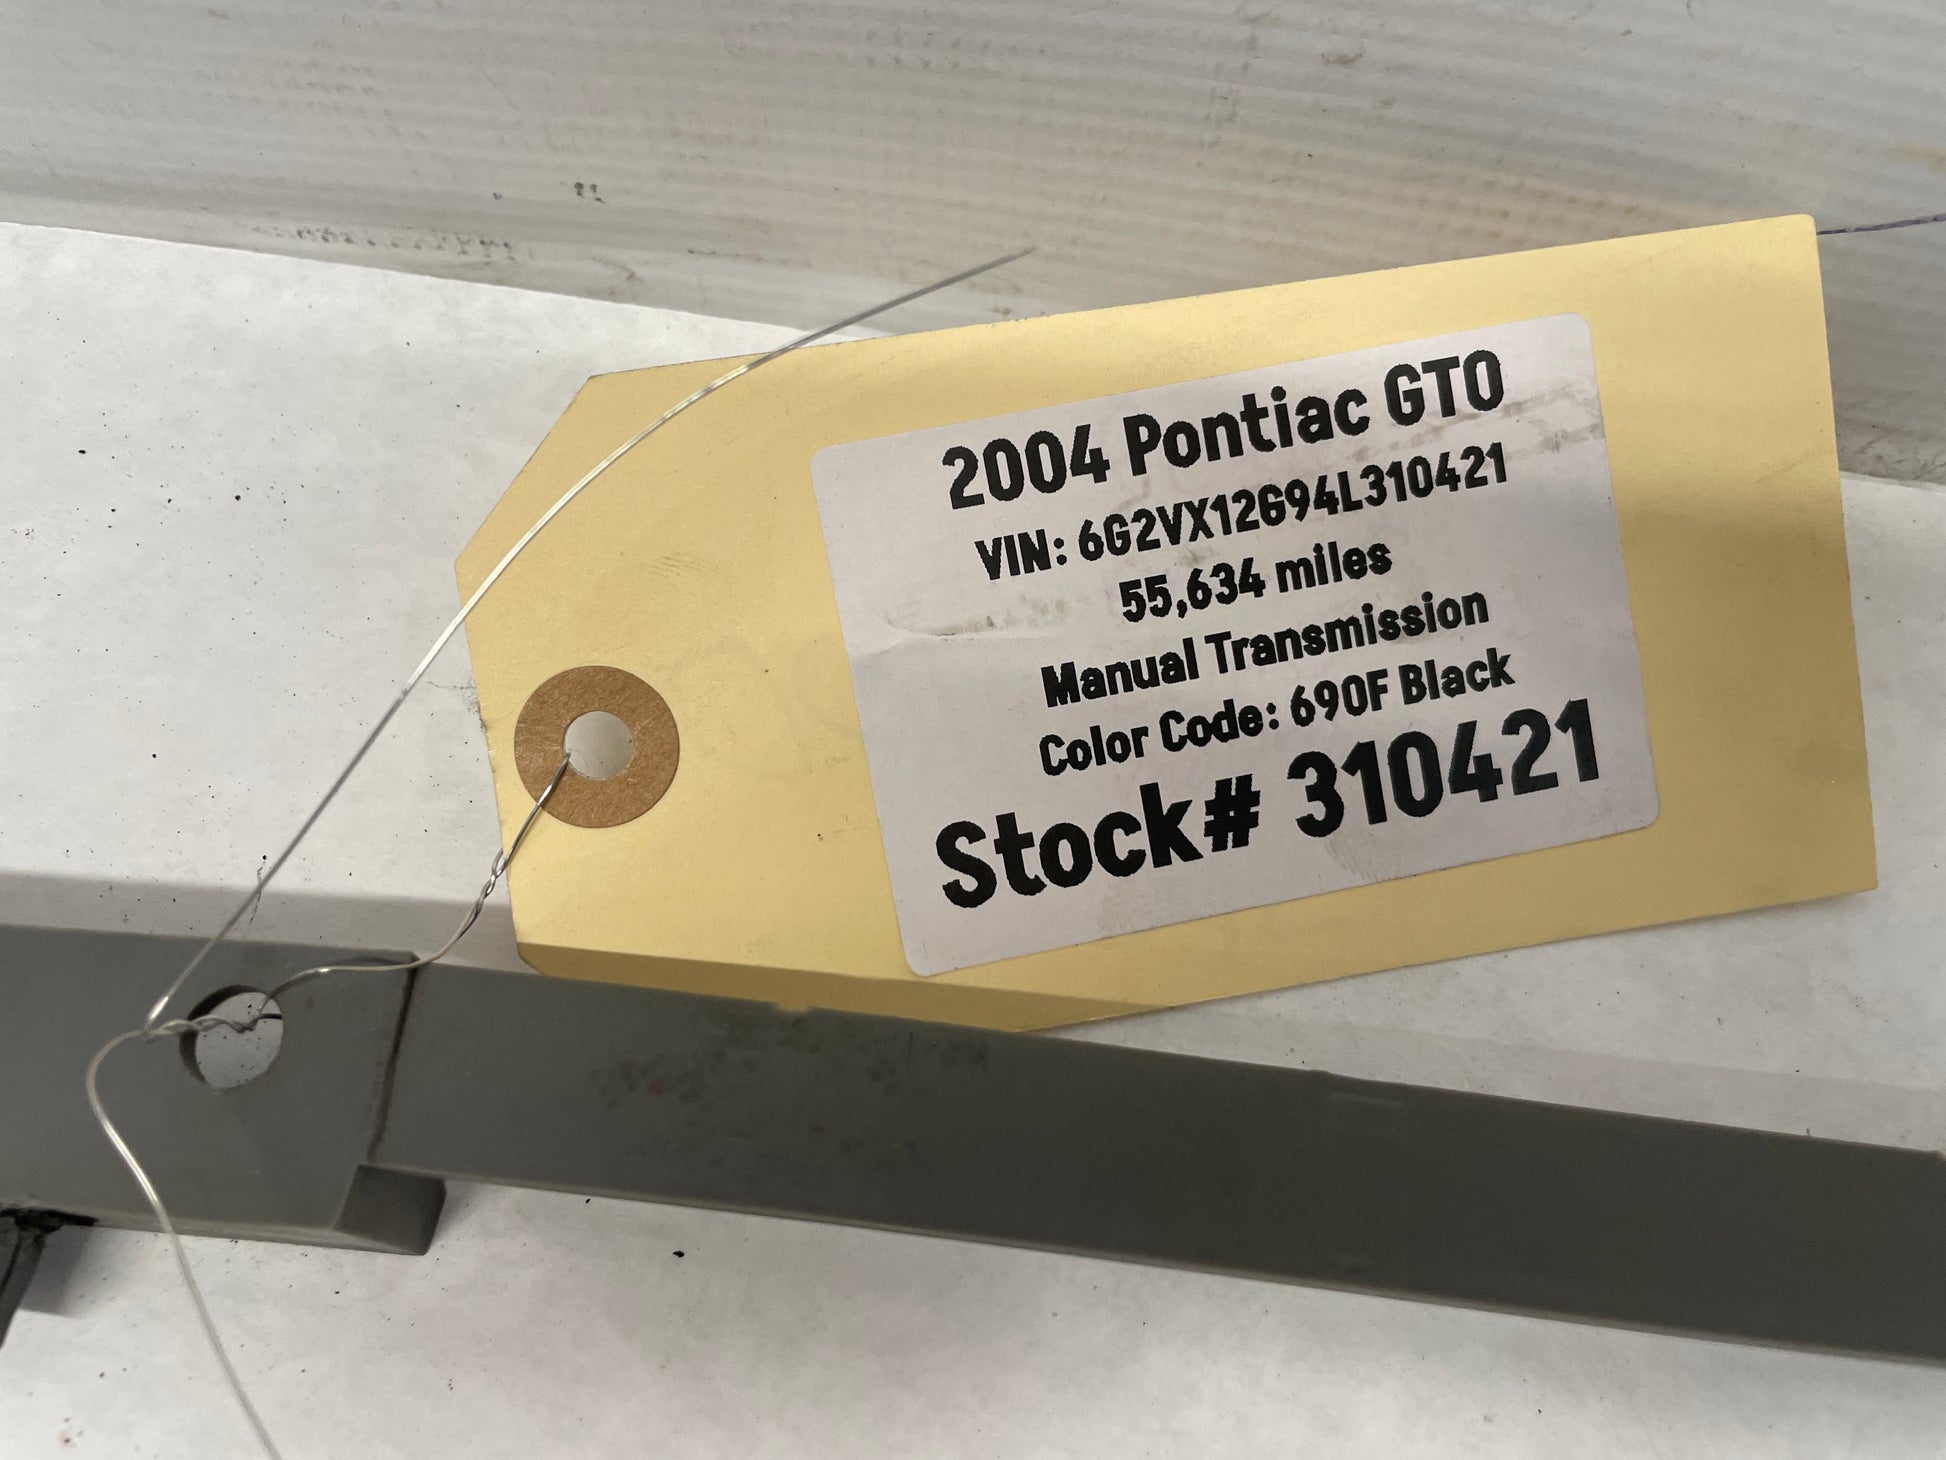 2004 Pontiac GTO
VIN: 6G2VX12G94L310421
55,634 miles
Manual Transmission
Color Code: 690F Black
Stock# 310421